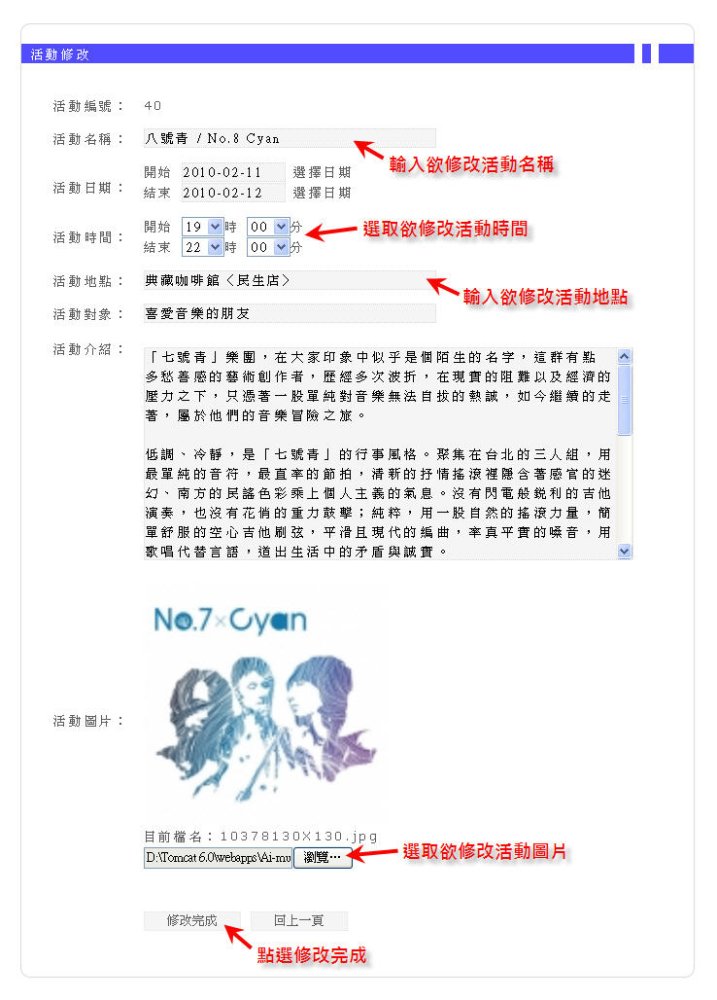 活動修改
活動編號： 40
活動名稱： 八號青 / No.8 Cyan
輸入欲修改活動名稱
活動日期： 開始 2010-02-11 選擇日期
結束 2010-02-12 選擇日期
活動時間： 開始 19 時 00 分
結束 22 時 00 分
選取欲修改活動時間
活動地點： 典藏咖啡館〈民生店〉
輸入欲修改活動地點
活動對象： 喜愛音樂的朋友
活動介紹：
「七號青」樂團，在大家印象中似乎是個陌生的名字，這群有點
多愁善感的藝術創作者，歷經多次波折，在現實的阻難以及經濟的
壓力之下，只憑著一股單純對音樂無法自拔的熱誠，如今繼續的走
著，屬於他們的音樂冒險之旅。
低調、冷靜，是「七號青」的行事風格。聚集在台北的三人組，用
最單純的音符，最直率的節拍，清新的抒情搖滾裡隱含著感官的迷
幻、南方的民謠色彩乘上個人主義的氣息。沒有閃電般銳利的吉他
演奏，也沒有花俏的重力鼓擊；純粹，用一股自然的搖滾力量，簡
單舒服的空心吉他刷弦，平滑且現代的編曲，率真平實的嗓音，用
歌唱代替言語，道出生活中的矛盾與誠實。
No.7×Cyan
活動圖片：
目前檔名：10378130X130.jpg
D:\Tomcat 6.0\webapps\Ai-mu 瀏覽…
選取欲修改活動圖片
修改完成 回上一頁
點選修改完成